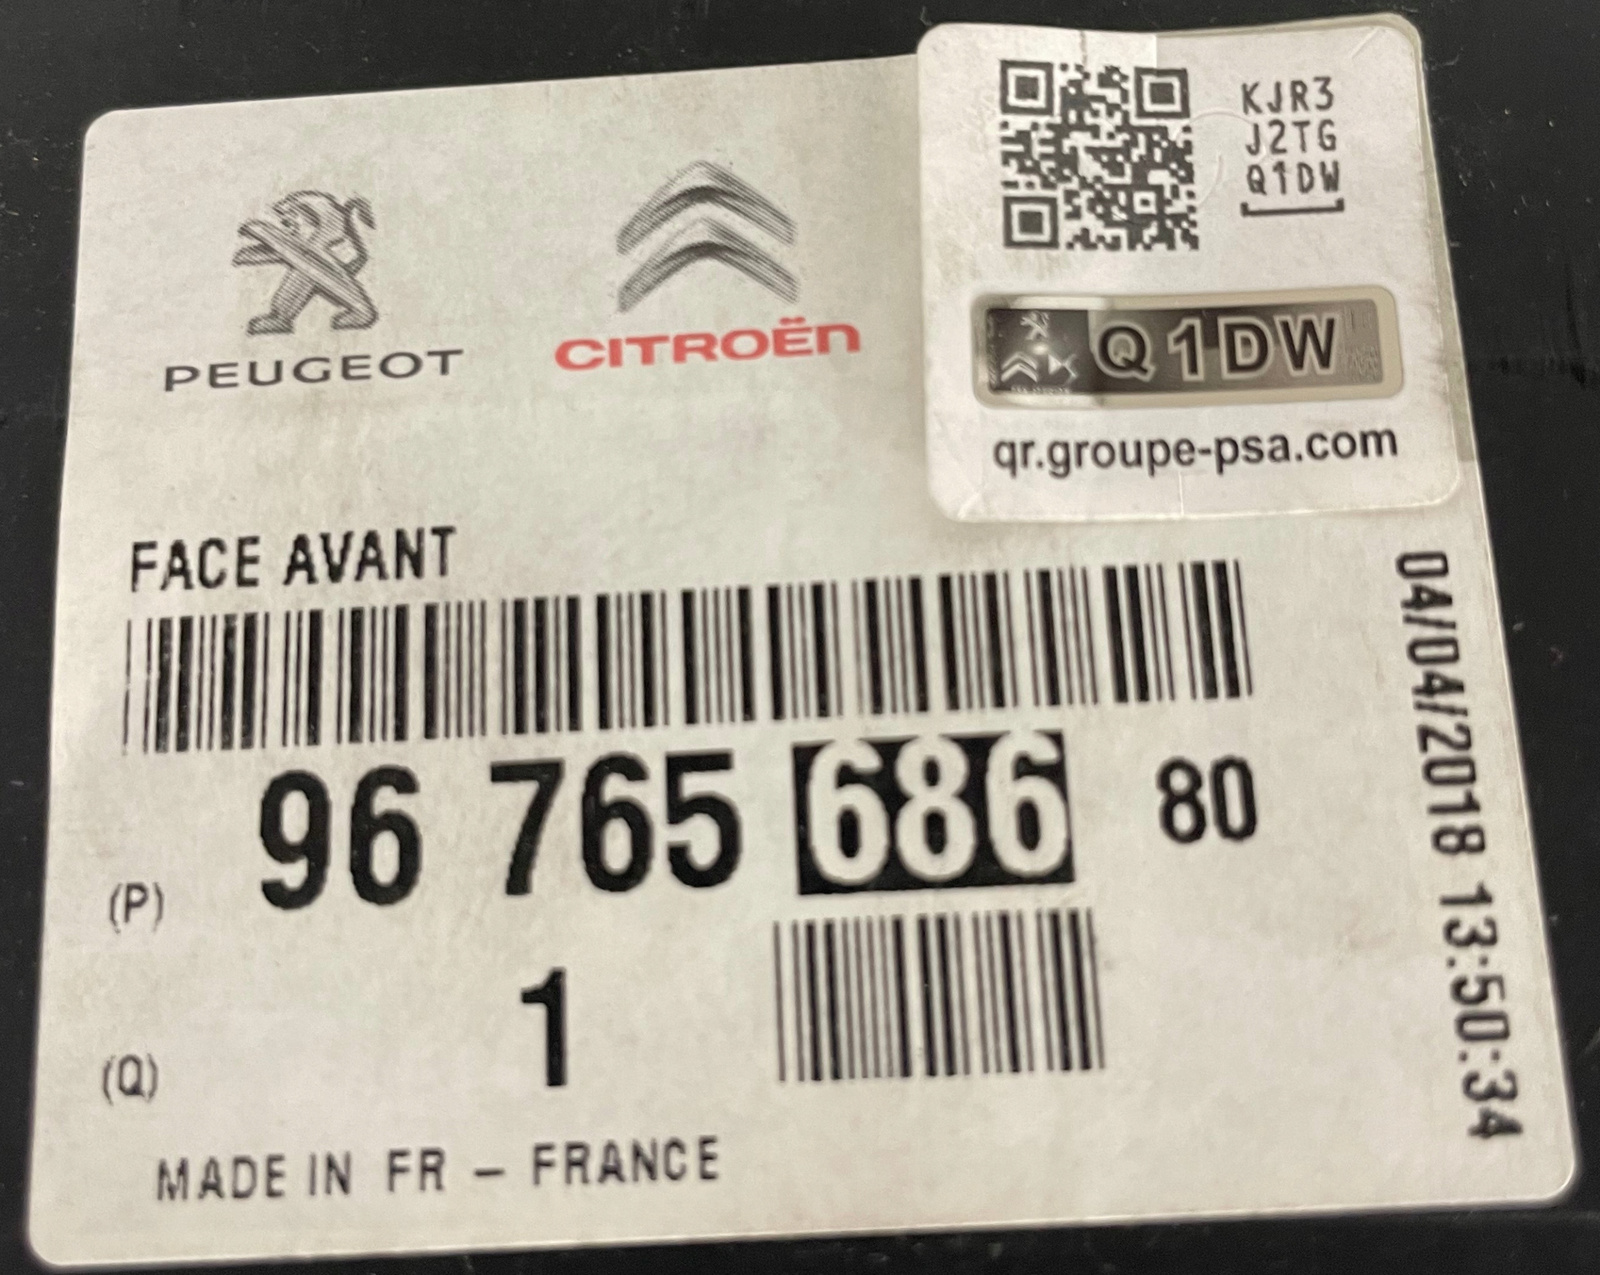 KJR3
J2TG
Q1DW
Q1DW
qr.groupe-psa.com
PEUGEOT
CITROËN
FACE AVANT
(P) 96 765 686 80
(Q) 1
MADE IN FR - FRANCE
04/04/2018 13:50:34